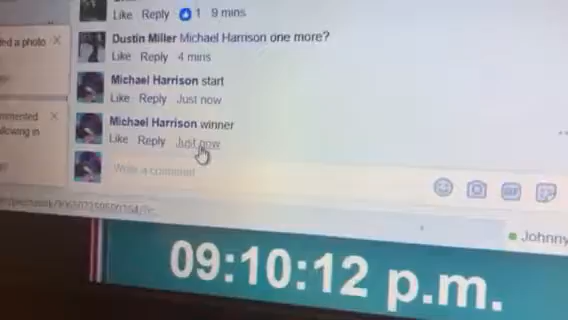 Like Reply 1 9 mins
ed a photo X
Dustin Miller Michael Harrison one more?
Like Reply 4 mins
Michael Harrison start
Like Reply Just now
mmented X
llowing in
Michael Harrison winner
Like Reply Just now
Write a comment
GIF
Johnny
09:10:12 p.m.